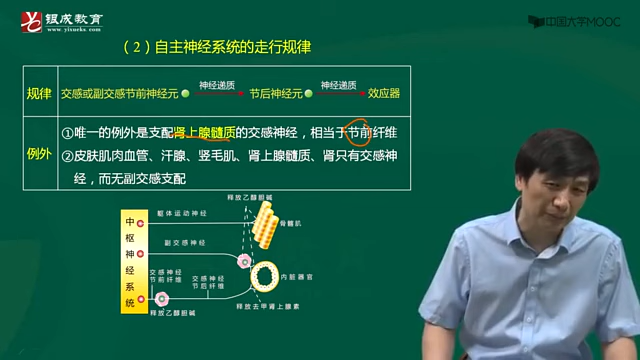 银成教育
www.yixueks.com
中国大学MOOC
(2)自主神经系统的走行规律
规律
交感或副交感节前神经元
神经递质
节后神经元
神经递质
效应器
例外
①唯一的例外是支配肾上腺髓质的交感神经，相当于节前纤维
②皮肤肌肉血管、汗腺、竖毛肌、肾上腺髓质、肾只有交感神
经，而无副交感支配
释放乙醇胆碱
中枢神经系统
躯体运动神经
骨骼肌
副交感神经
交感神经
节前纤维
交感神经
节后纤维
内脏器官
释放乙醇胆碱
释放去甲肾上腺素